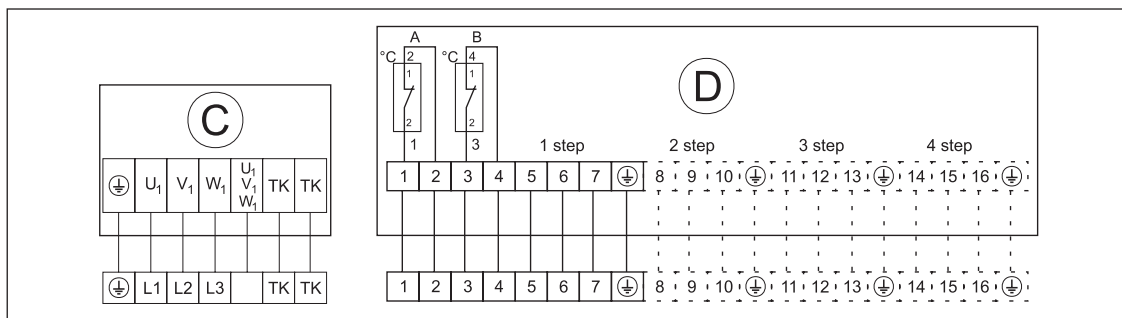 A B
°C 2 °C 4
1 1
2 2
1 3
C
D
1 step 2 step 3 step 4 step
U1 V1 W1 U1 V1 W1 TK TK
1 2 3 4 5 6 7 8 9 10 11 12 13 14 15 16
L1 L2 L3 TK TK
1 2 3 4 5 6 7 8 9 10 11 12 13 14 15 16